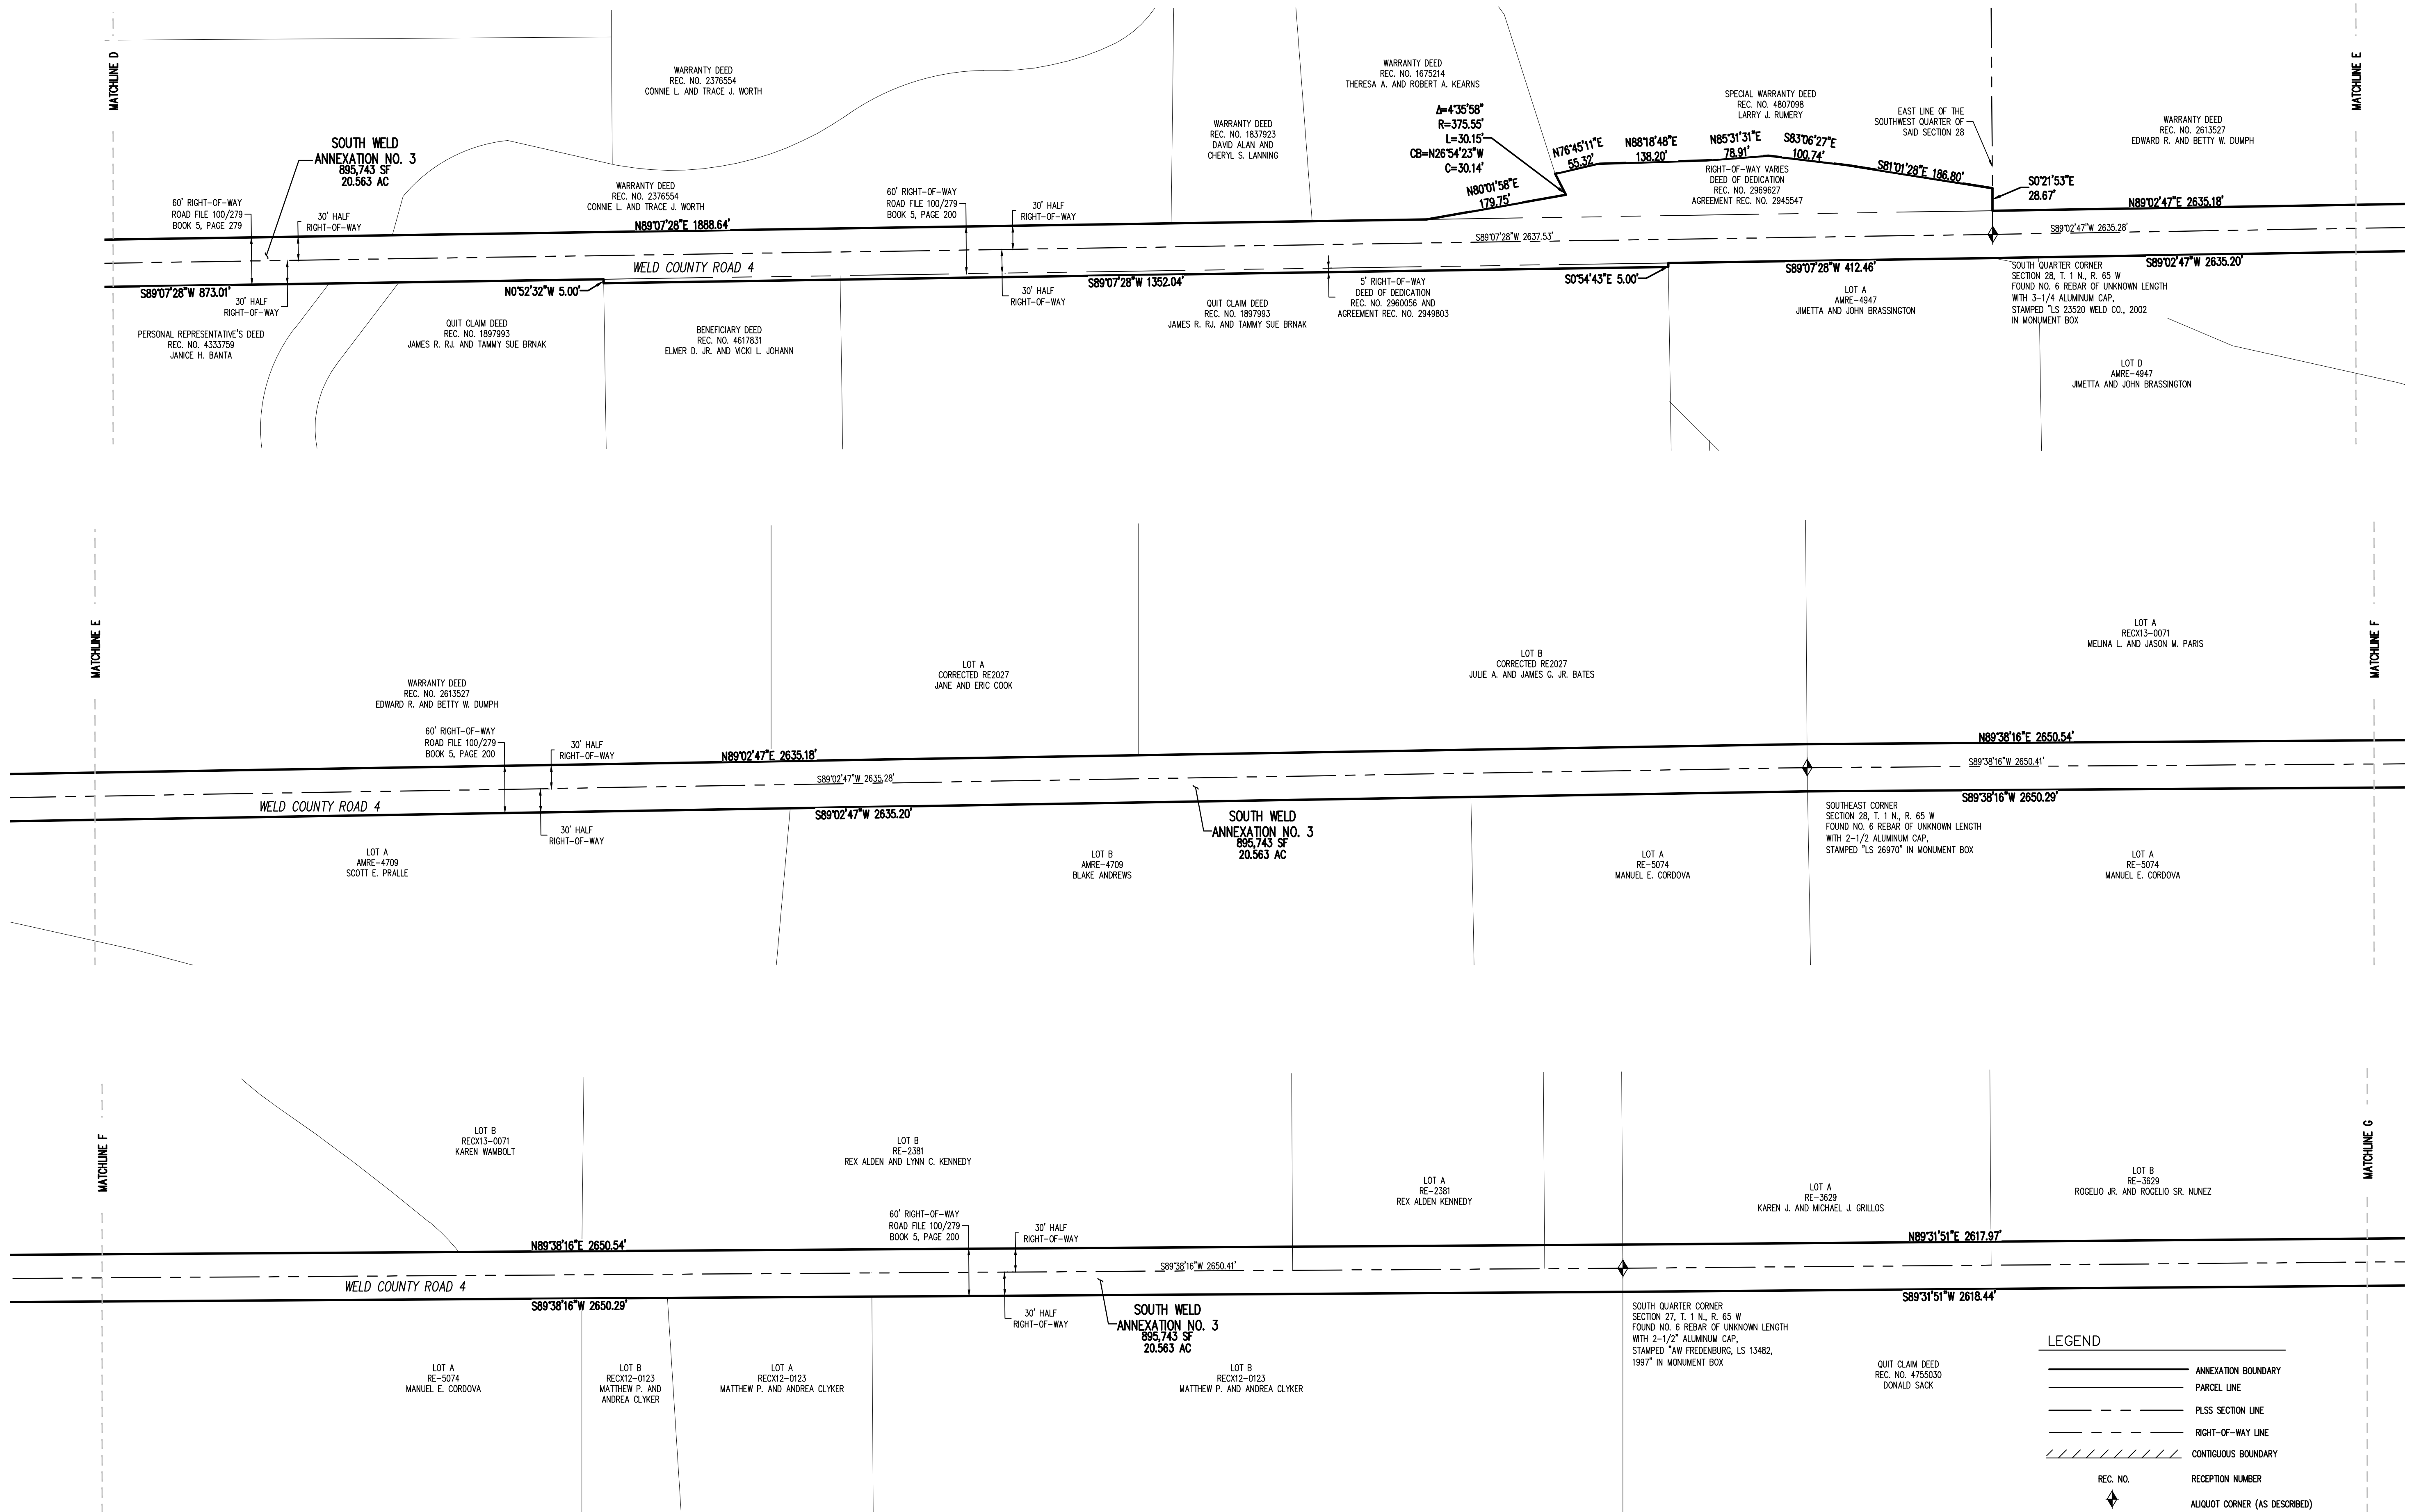 MATCHLINE D
WARRANTY DEED
REC. NO. 2376554
CONNIE L. AND TRACE J. WORTH
SOUTH WELD
ANNEXATION NO. 3
895,743 SF
20.563 AC
60' RIGHT-OF-WAY
ROAD FILE 100/279
BOOK 5, PAGE 279
30' HALF
RIGHT-OF-WAY
WARRANTY DEED
REC. NO. 2376554
CONNIE L. AND TRACE J. WORTH
N89°07'28"E 1888.64'
60' RIGHT-OF-WAY
ROAD FILE 100/279
BOOK 5, PAGE 200
30' HALF
RIGHT-OF-WAY
WARRANTY DEED
REC. NO. 1837923
DAVID ALAN AND
CHERYL S. LANNING
WARRANTY DEED
REC. NO. 1675214
THERESA A. AND ROBERT A. KEARNS
Δ=4°35'58"
R=375.55'
L=30.15'
CB=N26°54'23"W
C=30.14'
N80°01'58"E
179.75'
N76°45'11"E
55.32'
N88°18'48"E
138.20'
N85°31'31"E
78.91'
S83°06'27"E
100.74'
S81°01'28"E 186.80'
SPECIAL WARRANTY DEED
REC. NO. 4807098
LARRY J. RUMERY
RIGHT-OF-WAY VARIES
DEED OF DEDICATION
REC. NO. 2969627
AGREEMENT REC. NO. 2945547
EAST LINE OF THE
SOUTHWEST QUARTER OF
SAID SECTION 28
S0°21'53"E
28.67'
WARRANTY DEED
REC. NO. 2613527
EDWARD R. AND BETTY W. DUMPH
MATCHLINE E
N89°02'47"E 2635.18'
S89°07'28"W 2637.53'
S89°02'47"W 2635.28'
WELD COUNTY ROAD 4
S89°07'28"W 873.01'
30' HALF
RIGHT-OF-WAY
N0°52'32"W 5.00'
S89°07'28"W 1352.04'
30' HALF
RIGHT-OF-WAY
5' RIGHT-OF-WAY
DEED OF DEDICATION
REC. NO. 2960056 AND
AGREEMENT REC. NO. 2949803
S0°54'43"E 5.00'
S89°07'28"W 412.46'
S89°02'47"W 2635.20'
PERSONAL REPRESENTATIVE'S DEED
REC. NO. 4333759
JANICE H. BANTA
QUIT CLAIM DEED
REC. NO. 1897993
JAMES R. RJ. AND TAMMY SUE BRNAK
BENEFICIARY DEED
REC. NO. 4617831
ELMER D. JR. AND VICKI L. JOHANN
QUIT CLAIM DEED
REC. NO. 1897993
JAMES R. RJ. AND TAMMY SUE BRNAK
LOT A
AMRE-4947
JIMETTA AND JOHN BRASSINGTON
SOUTH QUARTER CORNER
SECTION 28, T. 1 N., R. 65 W
FOUND NO. 6 REBAR OF UNKNOWN LENGTH
WITH 3-1/4 ALUMINUM CAP,
STAMPED "LS 23520 WELD CO., 2002
IN MONUMENT BOX
LOT D
AMRE-4947
JIMETTA AND JOHN BRASSINGTON
MATCHLINE E
WARRANTY DEED
REC. NO. 2613527
EDWARD R. AND BETTY W. DUMPH
LOT A
CORRECTED RE2027
JANE AND ERIC COOK
LOT B
CORRECTED RE2027
JULIE A. AND JAMES G. JR. BATES
LOT A
RECX13-0071
MELINA L. AND JASON M. PARIS
MATCHLINE F
60' RIGHT-OF-WAY
ROAD FILE 100/279
BOOK 5, PAGE 200
30' HALF
RIGHT-OF-WAY
N89°02'47"E 2635.18'
N89°38'16"E 2650.54'
S89°02'47"W 2635.28'
S89°38'16"W 2650.41'
WELD COUNTY ROAD 4
30' HALF
RIGHT-OF-WAY
S89°02'47"W 2635.20'
SOUTH WELD
ANNEXATION NO. 3
895,743 SF
20.563 AC
S89°38'16"W 2650.29'
SOUTHEAST CORNER
SECTION 28, T. 1 N., R. 65 W
FOUND NO. 6 REBAR OF UNKNOWN LENGTH
WITH 2-1/2 ALUMINUM CAP,
STAMPED "LS 26970" IN MONUMENT BOX
LOT A
AMRE-4709
SCOTT E. PRALLE
LOT B
AMRE-4709
BLAKE ANDREWS
LOT A
RE-5074
MANUEL E. CORDOVA
LOT A
RE-5074
MANUEL E. CORDOVA
MATCHLINE F
LOT B
RECX13-0071
KAREN WAMBOLT
LOT B
RE-2381
REX ALDEN AND LYNN C. KENNEDY
LOT A
RE-2381
REX ALDEN KENNEDY
LOT A
RE-3629
KAREN J. AND MICHAEL J. GRILLOS
LOT B
RE-3629
ROGELIO JR. AND ROGELIO SR. NUNEZ
MATCHLINE G
60' RIGHT-OF-WAY
ROAD FILE 100/279
BOOK 5, PAGE 200
30' HALF
RIGHT-OF-WAY
N89°38'16"E 2650.54'
N89°31'51"E 2617.97'
S89°38'16"W 2650.41'
WELD COUNTY ROAD 4
S89°38'16"W 2650.29'
30' HALF
RIGHT-OF-WAY
SOUTH WELD
ANNEXATION NO. 3
895,743 SF
20.563 AC
S89°31'51"W 2618.44'
SOUTH QUARTER CORNER
SECTION 27, T. 1 N., R. 65 W
FOUND NO. 6 REBAR OF UNKNOWN LENGTH
WITH 2-1/2" ALUMINUM CAP,
STAMPED "AW FREDENBURG, LS 13482,
1997" IN MONUMENT BOX
LOT A
RE-5074
MANUEL E. CORDOVA
LOT B
RECX12-0123
MATTHEW P. AND
ANDREA CLYKER
LOT A
RECX12-0123
MATTHEW P. AND ANDREA CLYKER
LOT B
RECX12-0123
MATTHEW P. AND ANDREA CLYKER
QUIT CLAIM DEED
REC. NO. 4755030
DONALD SACK
LEGEND
ANNEXATION BOUNDARY
PARCEL LINE
PLSS SECTION LINE
RIGHT-OF-WAY LINE
CONTIGUOUS BOUNDARY
REC. NO. RECEPTION NUMBER
ALIQUOT CORNER (AS DESCRIBED)